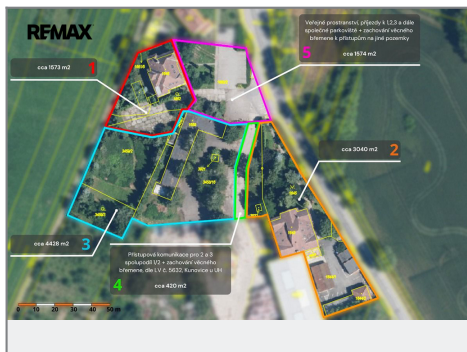 RE/MAX
Veřejné prostranství, příjezdy k 1,2,3 a dále
společné parkoviště + zachování věcného
břemene k přístupům na jiné pozemky
5
cca 1574 m2
cca 1573 m2
1
cca 3040 m2
2
cca 4428 m2
3
Přístupová komunikace pro 2 a 3
spolupodíl 1/2 + zachování věcného
břemene, dle LV č. 5632, Kunovice u UH
4
cca 420 m2
0 10 20 30 40 50 m